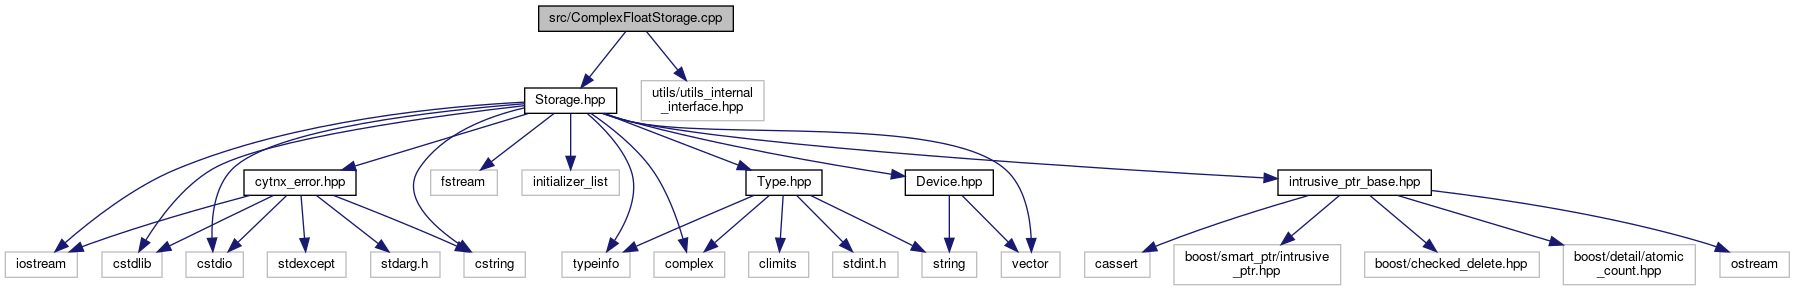 src/ComplexFloatStorage.cpp
Storage.hpp
utils/utils_internal
_interface.hpp
cytnx_error.hpp
fstream
initializer_list
Type.hpp
Device.hpp
intrusive_ptr_base.hpp
iostream
cstdlib
cstdio
stdexcept
stdarg.h
cstring
typeinfo
complex
climits
stdint.h
string
vector
cassert
boost/smart_ptr/intrusive
_ptr.hpp
boost/checked_delete.hpp
boost/detail/atomic
_count.hpp
ostream